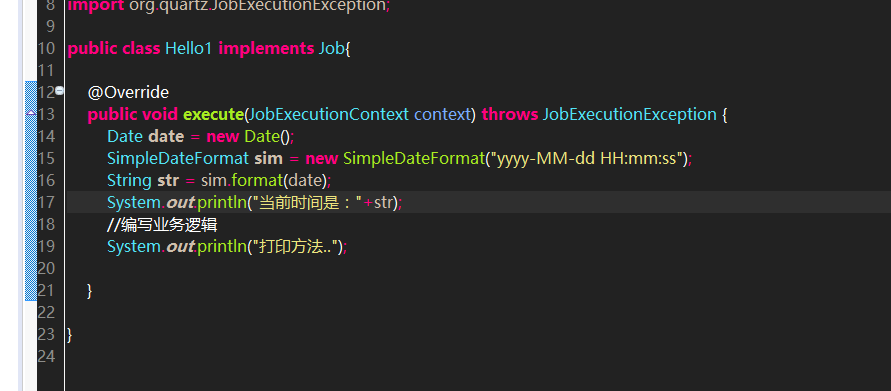 8 import org.quartz.JobExecutionException;
9
10 public class Hello1 implements Job{
11
12 @Override
13 public void execute(JobExecutionContext context) throws JobExecutionException {
14 Date date = new Date();
15 SimpleDateFormat sim = new SimpleDateFormat("yyyy-MM-dd HH:mm:ss");
16 String str = sim.format(date);
17 System.out.println("当前时间是："+str);
18 //编写业务逻辑
19 System.out.println("打印方法..");
20
21 }
22
23 }
24